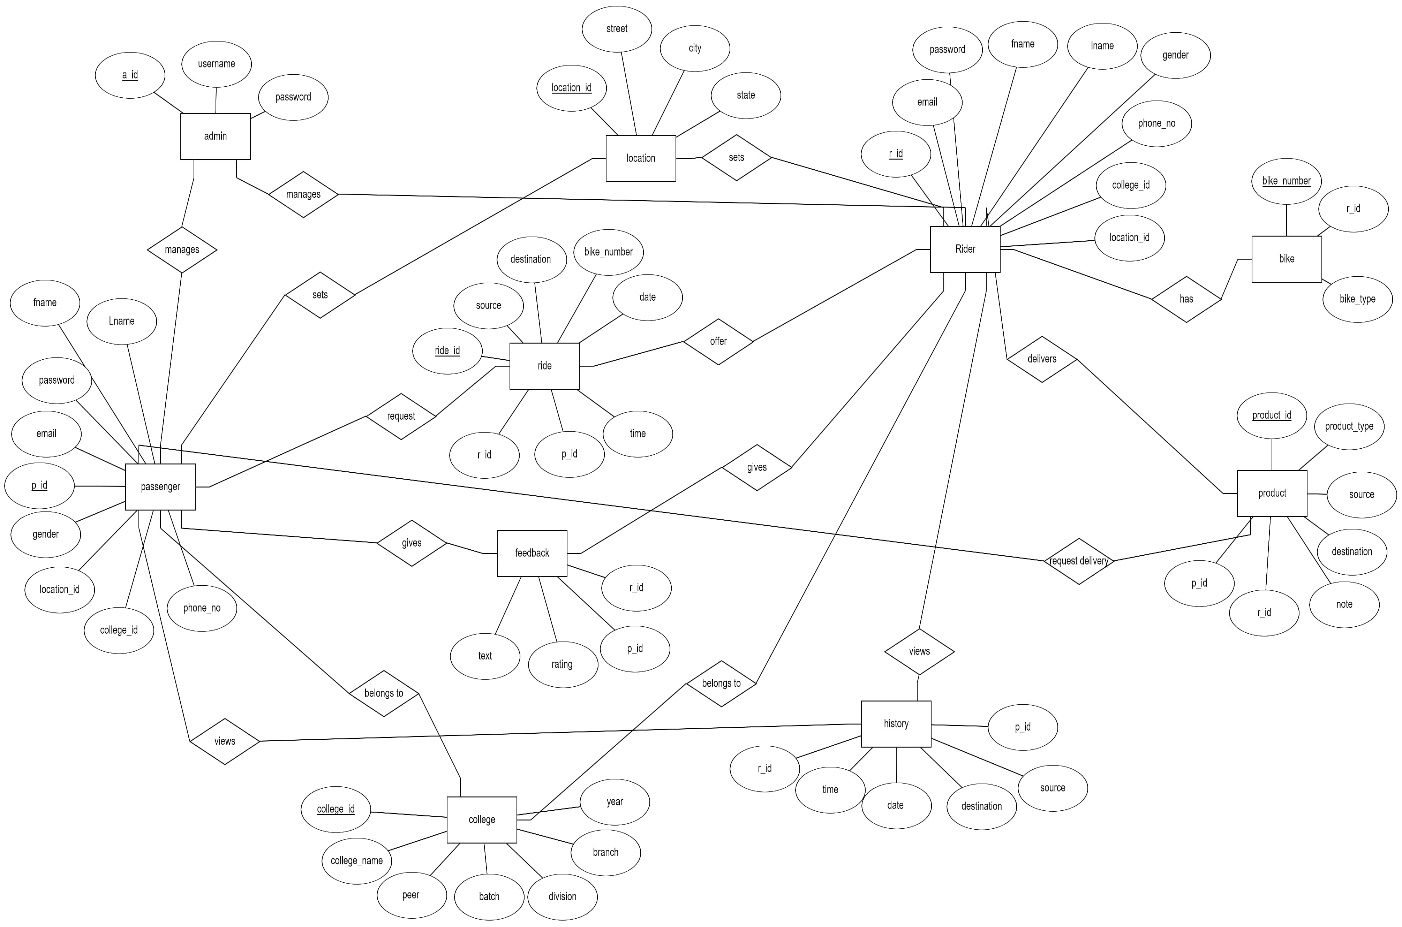 street
password
fname
lname
gender
username
city
a_id
location_id
state
password
email
phone_no
admin
location
sets
r_id
manages
college_id
bike_number
r_id
manages
location_id
Rider
bike
destination
bike_number
has
bike_type
fname
Lname
sets
source
date
ride_id
ride
offer
delivers
password
request
product_id
product_type
email
r_id
p_id
time
gives
p_id
passenger
product
source
gender
gives
feedback
request delivery
destination
location_id
r_id
p_id
college_id
phone_no
r_id
note
text
rating
p_id
views
belongs to
belongs to
views
history
p_id
r_id
time
date
destination
source
college_id
college
year
college_name
branch
peer
batch
division